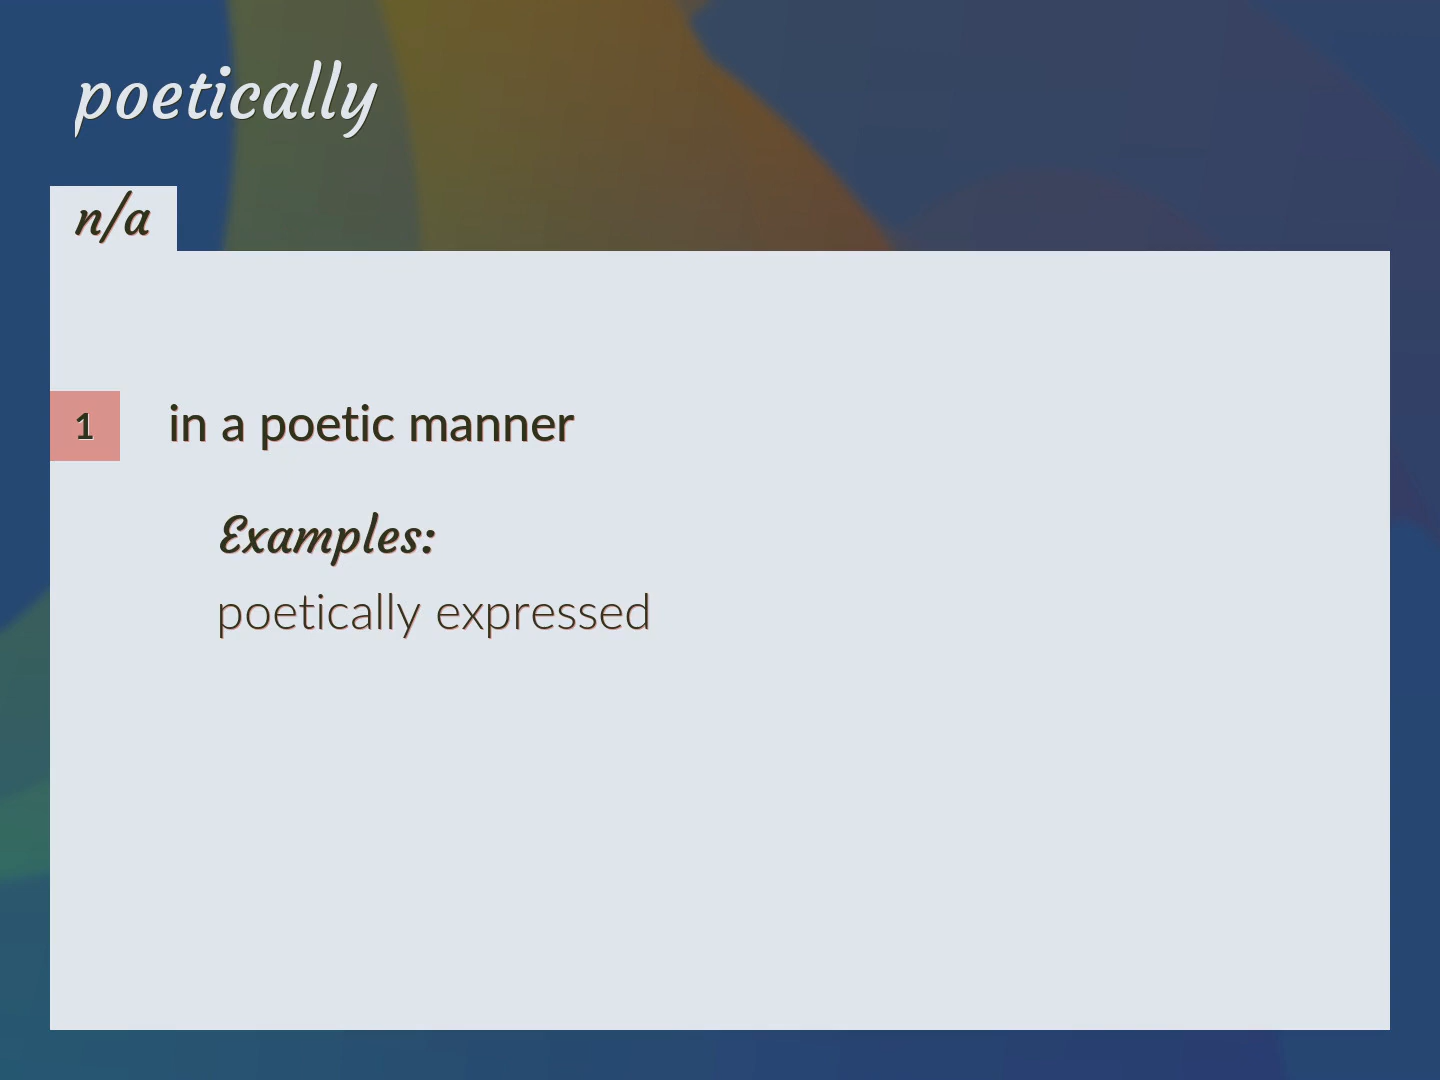 poetically
n/a
1 in a poetic manner
Examples:
poetically expressed